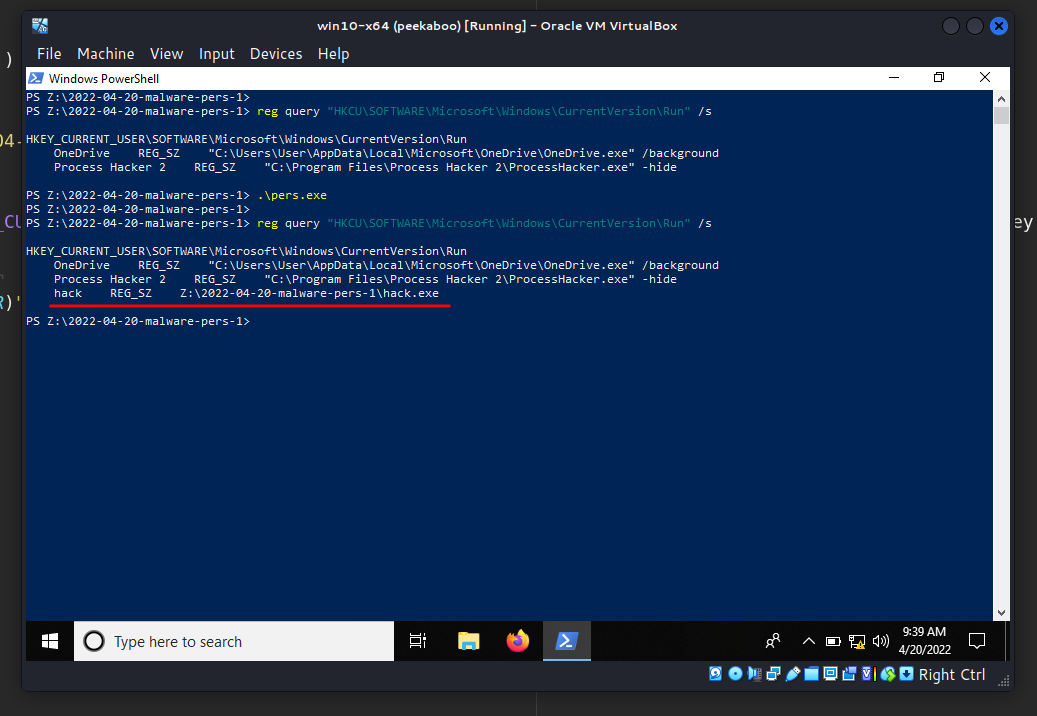 win10-x64 (peekaboo) [Running] - Oracle VM VirtualBox
File Machine View Input Devices Help
)
Windows PowerShell
PS Z:\2022-04-20-malware-pers-1>
PS Z:\2022-04-20-malware-pers-1> reg query "HKCU\SOFTWARE\Microsoft\Windows\CurrentVersion\Run" /s
HKEY_CURRENT_USER\SOFTWARE\Microsoft\Windows\CurrentVersion\Run
04-
OneDrive REG_SZ "C:\Users\User\AppData\Local\Microsoft\OneDrive\OneDrive.exe" /background
Process Hacker 2 REG_SZ "C:\Program Files\Process Hacker 2\ProcessHacker.exe" -hide
PS Z:\2022-04-20-malware-pers-1> .\pers.exe
PS Z:\2022-04-20-malware-pers-1>
PS Z:\2022-04-20-malware-pers-1> reg query "HKCU\SOFTWARE\Microsoft\Windows\CurrentVersion\Run" /s
_CU
ey
HKEY_CURRENT_USER\SOFTWARE\Microsoft\Windows\CurrentVersion\Run
OneDrive REG_SZ "C:\Users\User\AppData\Local\Microsoft\OneDrive\OneDrive.exe" /background
Process Hacker 2 REG_SZ "C:\Program Files\Process Hacker 2\ProcessHacker.exe" -hide
hack REG_SZ Z:\2022-04-20-malware-pers-1\hack.exe
R)'
PS Z:\2022-04-20-malware-pers-1>
Type here to search
9:39 AM
4/20/2022
Right Ctrl